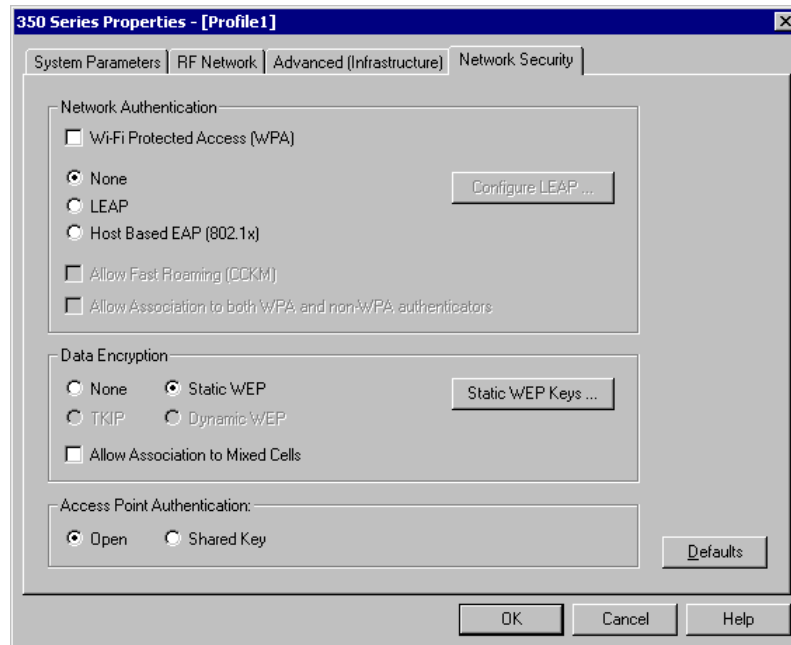 350 Series Properties - [Profile1]
System Parameters RF Network Advanced (Infrastructure) Network Security
Network Authentication
Wi-Fi Protected Access (WPA)
None
Configure LEAP ...
LEAP
Host Based EAP (802.1x)
Allow Fast Roaming (CCKM)
Allow Association to both WPA and non-WPA authenticators
Data Encryption
None Static WEP Static WEP Keys ...
TKIP Dynamic WEP
Allow Association to Mixed Cells
Access Point Authentication:
Open Shared Key
Defaults
OK Cancel Help